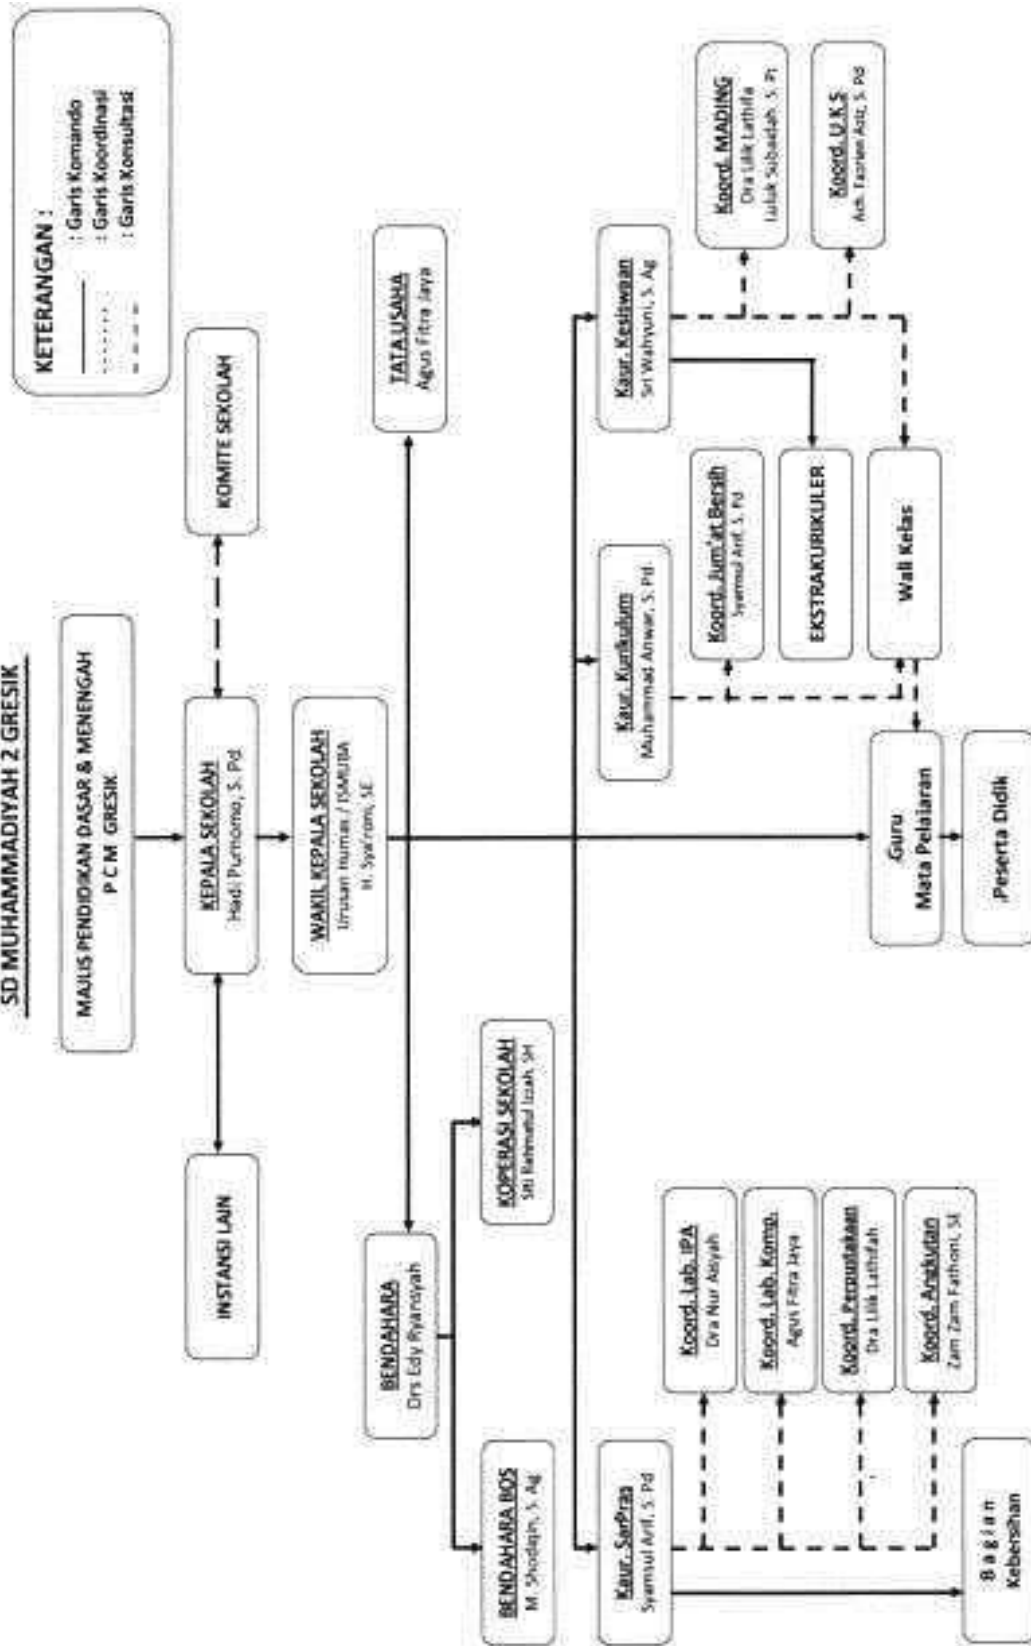 SD MUHAMMADIYAH 2 GRESIK
KETERANGAN :
: Garis Komando
: Garis Koordinasi
: Garis Konsultasi
MAJLIS PENDIDIKAN DASAR & MENENGAH
P C M GRESIK
INSTANSI LAIN
KEPALA SEKOLAH
Hadi Purnomo, S. Pd
KOMITE SEKOLAH
WAKIL KEPALA SEKOLAH
Urusan Humas / ISMUBA
H. Sya'roni, SE
BENDAHARA
Drs Edy Ryansyah
TATA USAHA
Agus Fitra Jaya
BENDAHARA BOS
M. Shodiqin, S. Ag
KOPERASI SEKOLAH
Siti Rahmatul Izzah, SH
Kaur. SarPras
Syamsul Arif, S. Pd
Kaur. Kurikulum
Muhammad Anwar, S. Pd
Kaur. Kesiswaan
Sri Wahyuni, S. Ag
Koord. Lab. IPA
Dra Nur Aisyah
Koord. Lab. Komp.
Agus Fitra Jaya
Koord. Perpustakaan
Dra Lilik Lathifah
Koord. Angkutan
Zam Zam Fathoni, SE
Koord. Jum'at Bersih
Syamsul Arif, S. Pd
EKSTRAKURIKULER
Wali Kelas
Koord. MADING
Dra Lilik Lathifa
Luluk Subaidah, S. Pt
Koord. U K S
Aziz, S. Pd
Guru
Mata Pelajaran
Peserta Didik
B a g i a n
Kebersihan